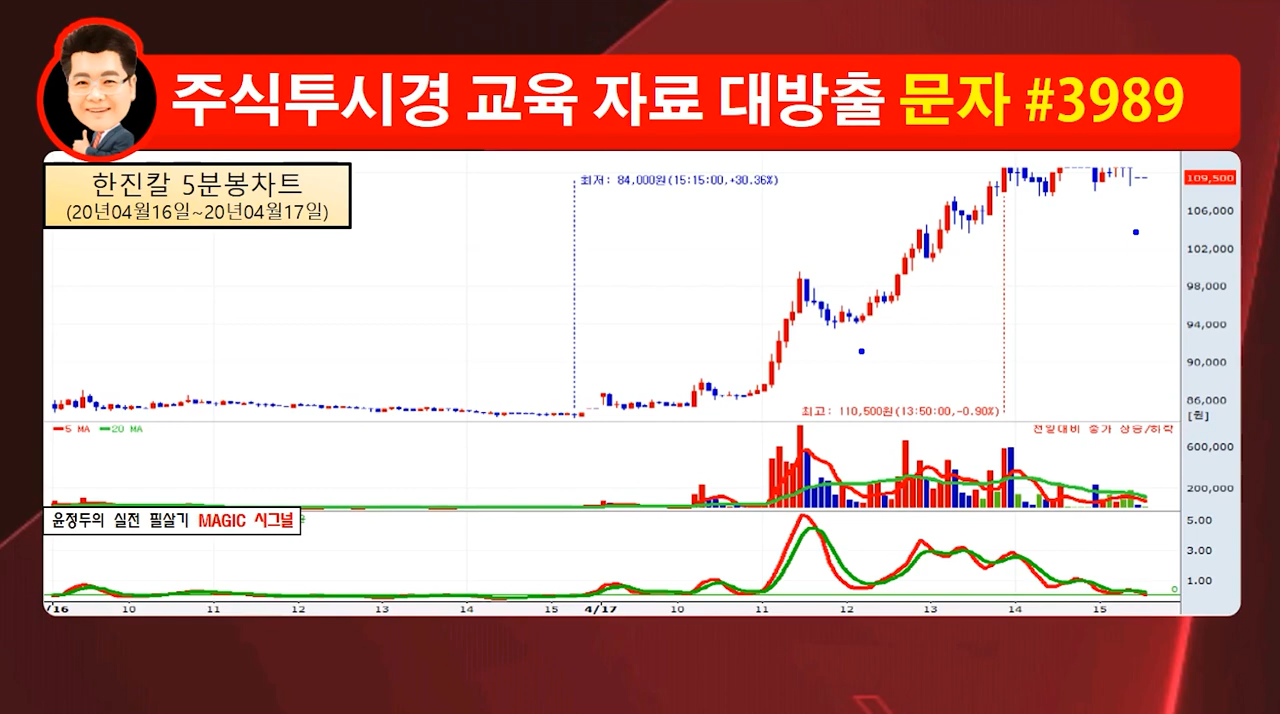 주식투시경 교육 자료 대방출 문자 #3989
한진칼 5분봉차트
(20년04월16일~20년04월17일)
최저: 84,000원(15:15:00,+30.36%)
109,500
106,000
102,000
98,000
94,000
90,000
86,000
[원]
최고: 110,500원(13:50:00,-0.90%)
5 MA 20 MA
전일대비 종가 상승/하락
600,000
200,000
윤정두의 실전 필살기 MAGIC 시그널
5.00
3.00
1.00
0
/16 10 11 12 13 14 15 4/17 10 11 12 13 14 15